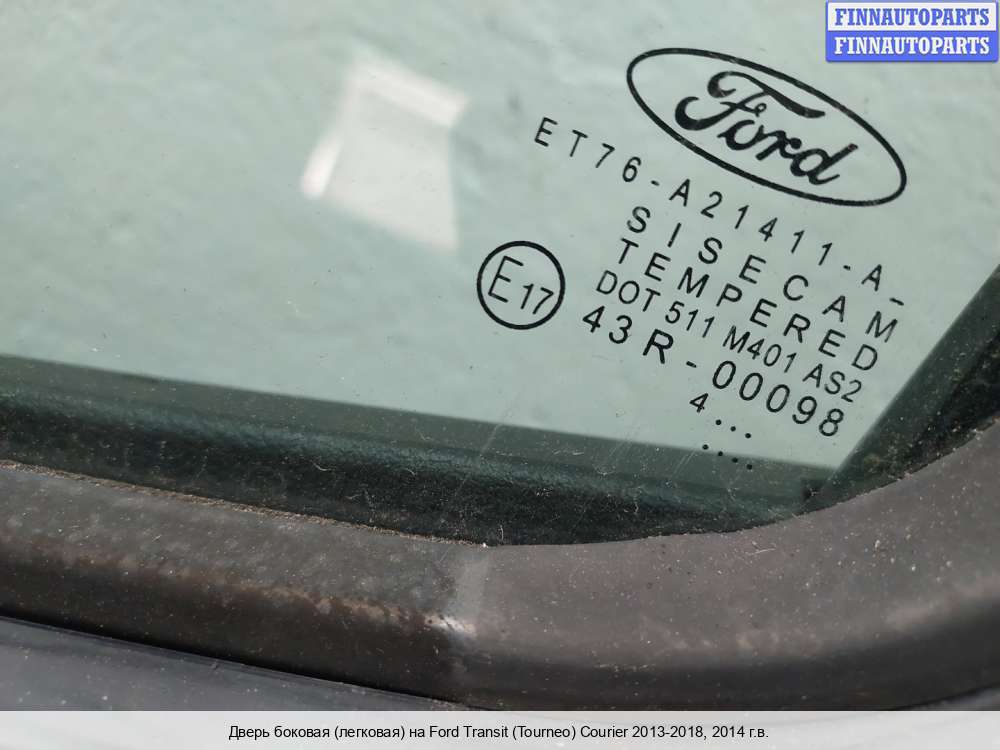 FINNAUTOPARTS
FINNAUTOPARTS
Ford
ET76-A21411-A_
SISECAM
TEMPERED
DOT 511 M401 AS2
E17
43R-00098
4 ...
....
Дверь боковая (легковая) на Ford Transit (Tourneo) Courier 2013-2018, 2014 г.в.